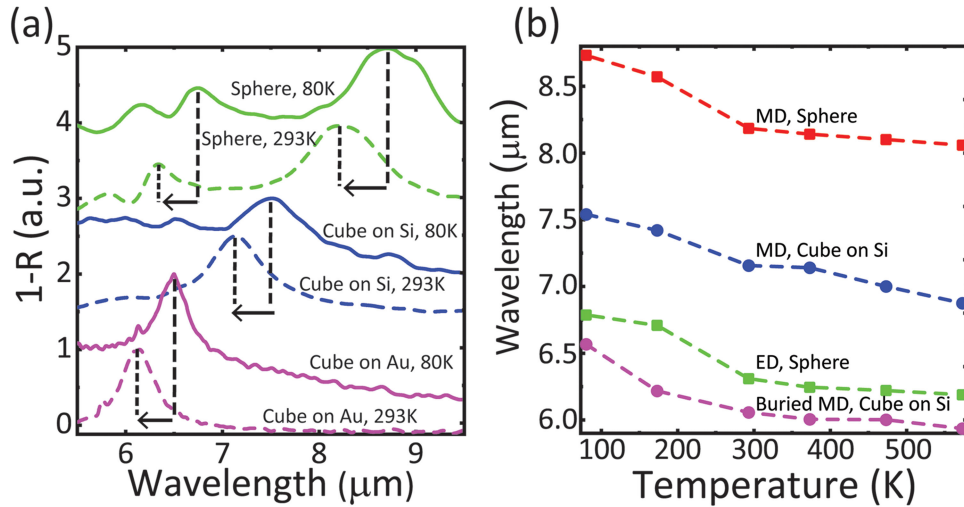 (a)
5
4
3
2
1
0
1-R (a.u.)
Sphere, 80K
Sphere, 293K
Cube on Si, 80K
Cube on Si, 293K
Cube on Au, 80K
Cube on Au, 293K
6 7 8 9
Wavelength (μm)
(b)
8.5
8.0
7.5
7.0
6.5
6.0
Wavelength (μm)
MD, Sphere
MD, Cube on Si
ED, Sphere
Buried MD, Cube on Si
100 200 300 400 500
Temperature (K)